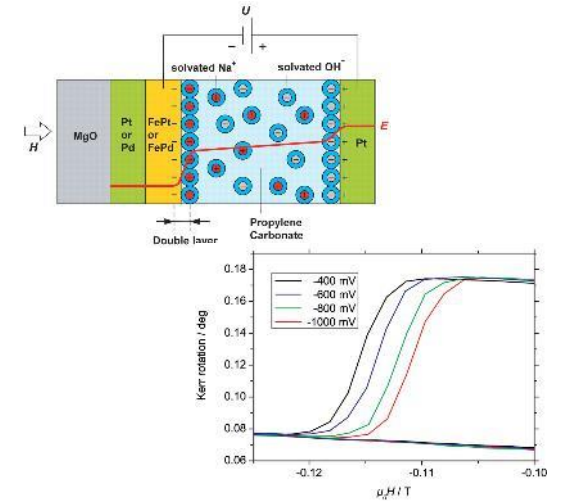 U
− +
solvated Na+
solvated OH−
H
MgO
Pt
or
Pd
FePt
or
FePd
Pt
E
Double layer
Propylene
Carbonate
0.18
0.16
0.14
0.12
0.10
0.08
0.06
Kerr rotation / deg
-400 mV
-600 mV
-800 mV
-1000 mV
-0.12
-0.11
-0.10
μ0H / T